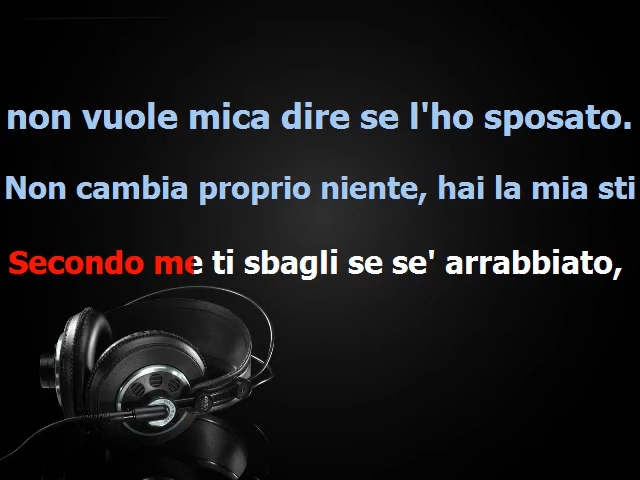 non vuole mica dire se l'ho sposato.
Non cambia proprio niente, hai la mia sti
Secondo me ti sbagli se se' arrabbiato,